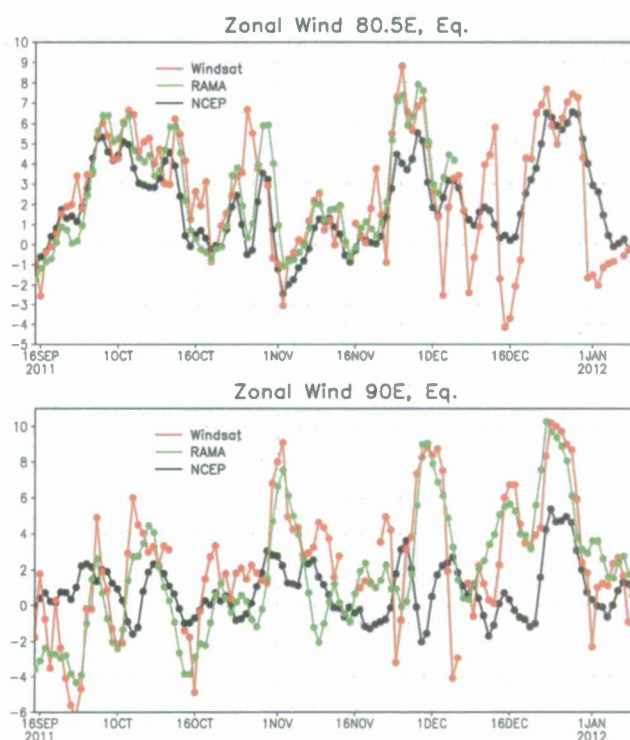 Zonal Wind 80.5E, Eq.
10
9
8
7
6
5
4
3
2
1
0
-1
-2
-3
-4
-5
Windsat
RAMA
NCEP
16SEP 1OCT 16OCT 1NOV 16NOV 1DEC 16DEC 1JAN
2011 2012
Zonal Wind 90E, Eq.
10
8
6
4
2
0
-2
-4
-6
Windsat
RAMA
NCEP
16SEP 1OCT 16OCT 1NOV 16NOV 1DEC 16DEC 1JAN
2011 2012